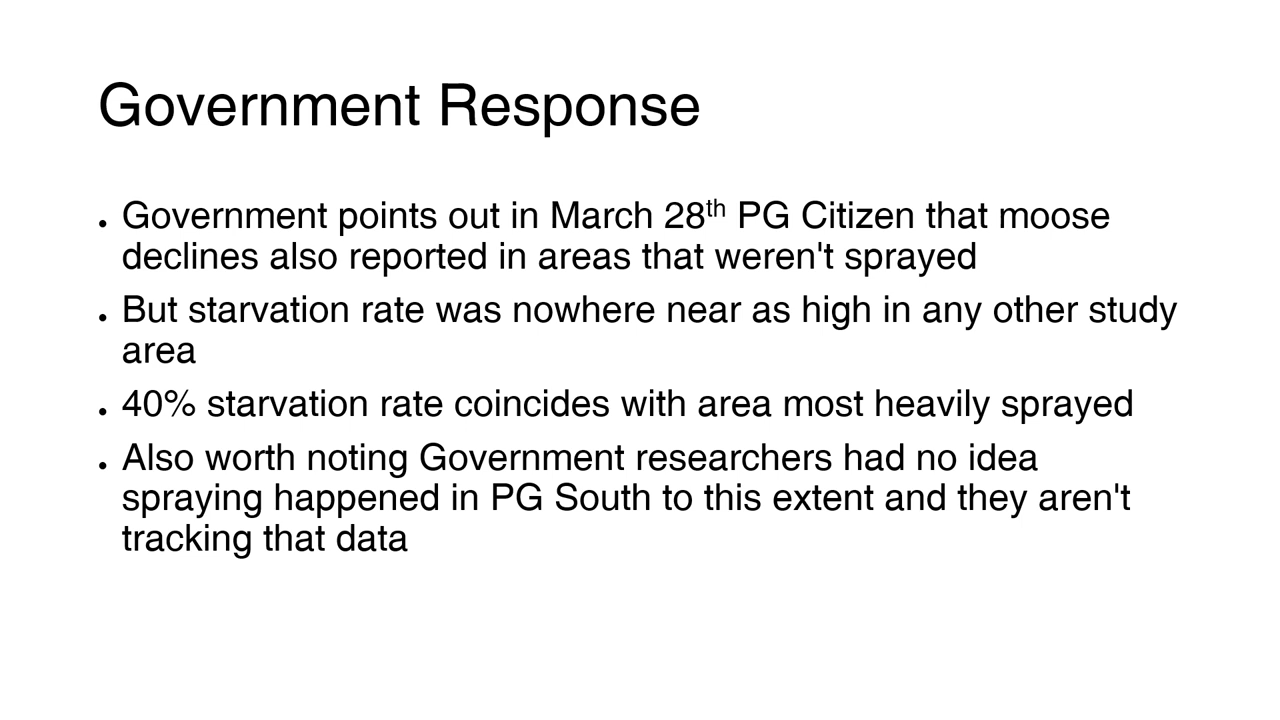 Government Response
• Government points out in March 28th PG Citizen that moose
declines also reported in areas that weren't sprayed
• But starvation rate was nowhere near as high in any other study
area
• 40% starvation rate coincides with area most heavily sprayed
• Also worth noting Government researchers had no idea
spraying happened in PG South to this extent and they aren't
tracking that data